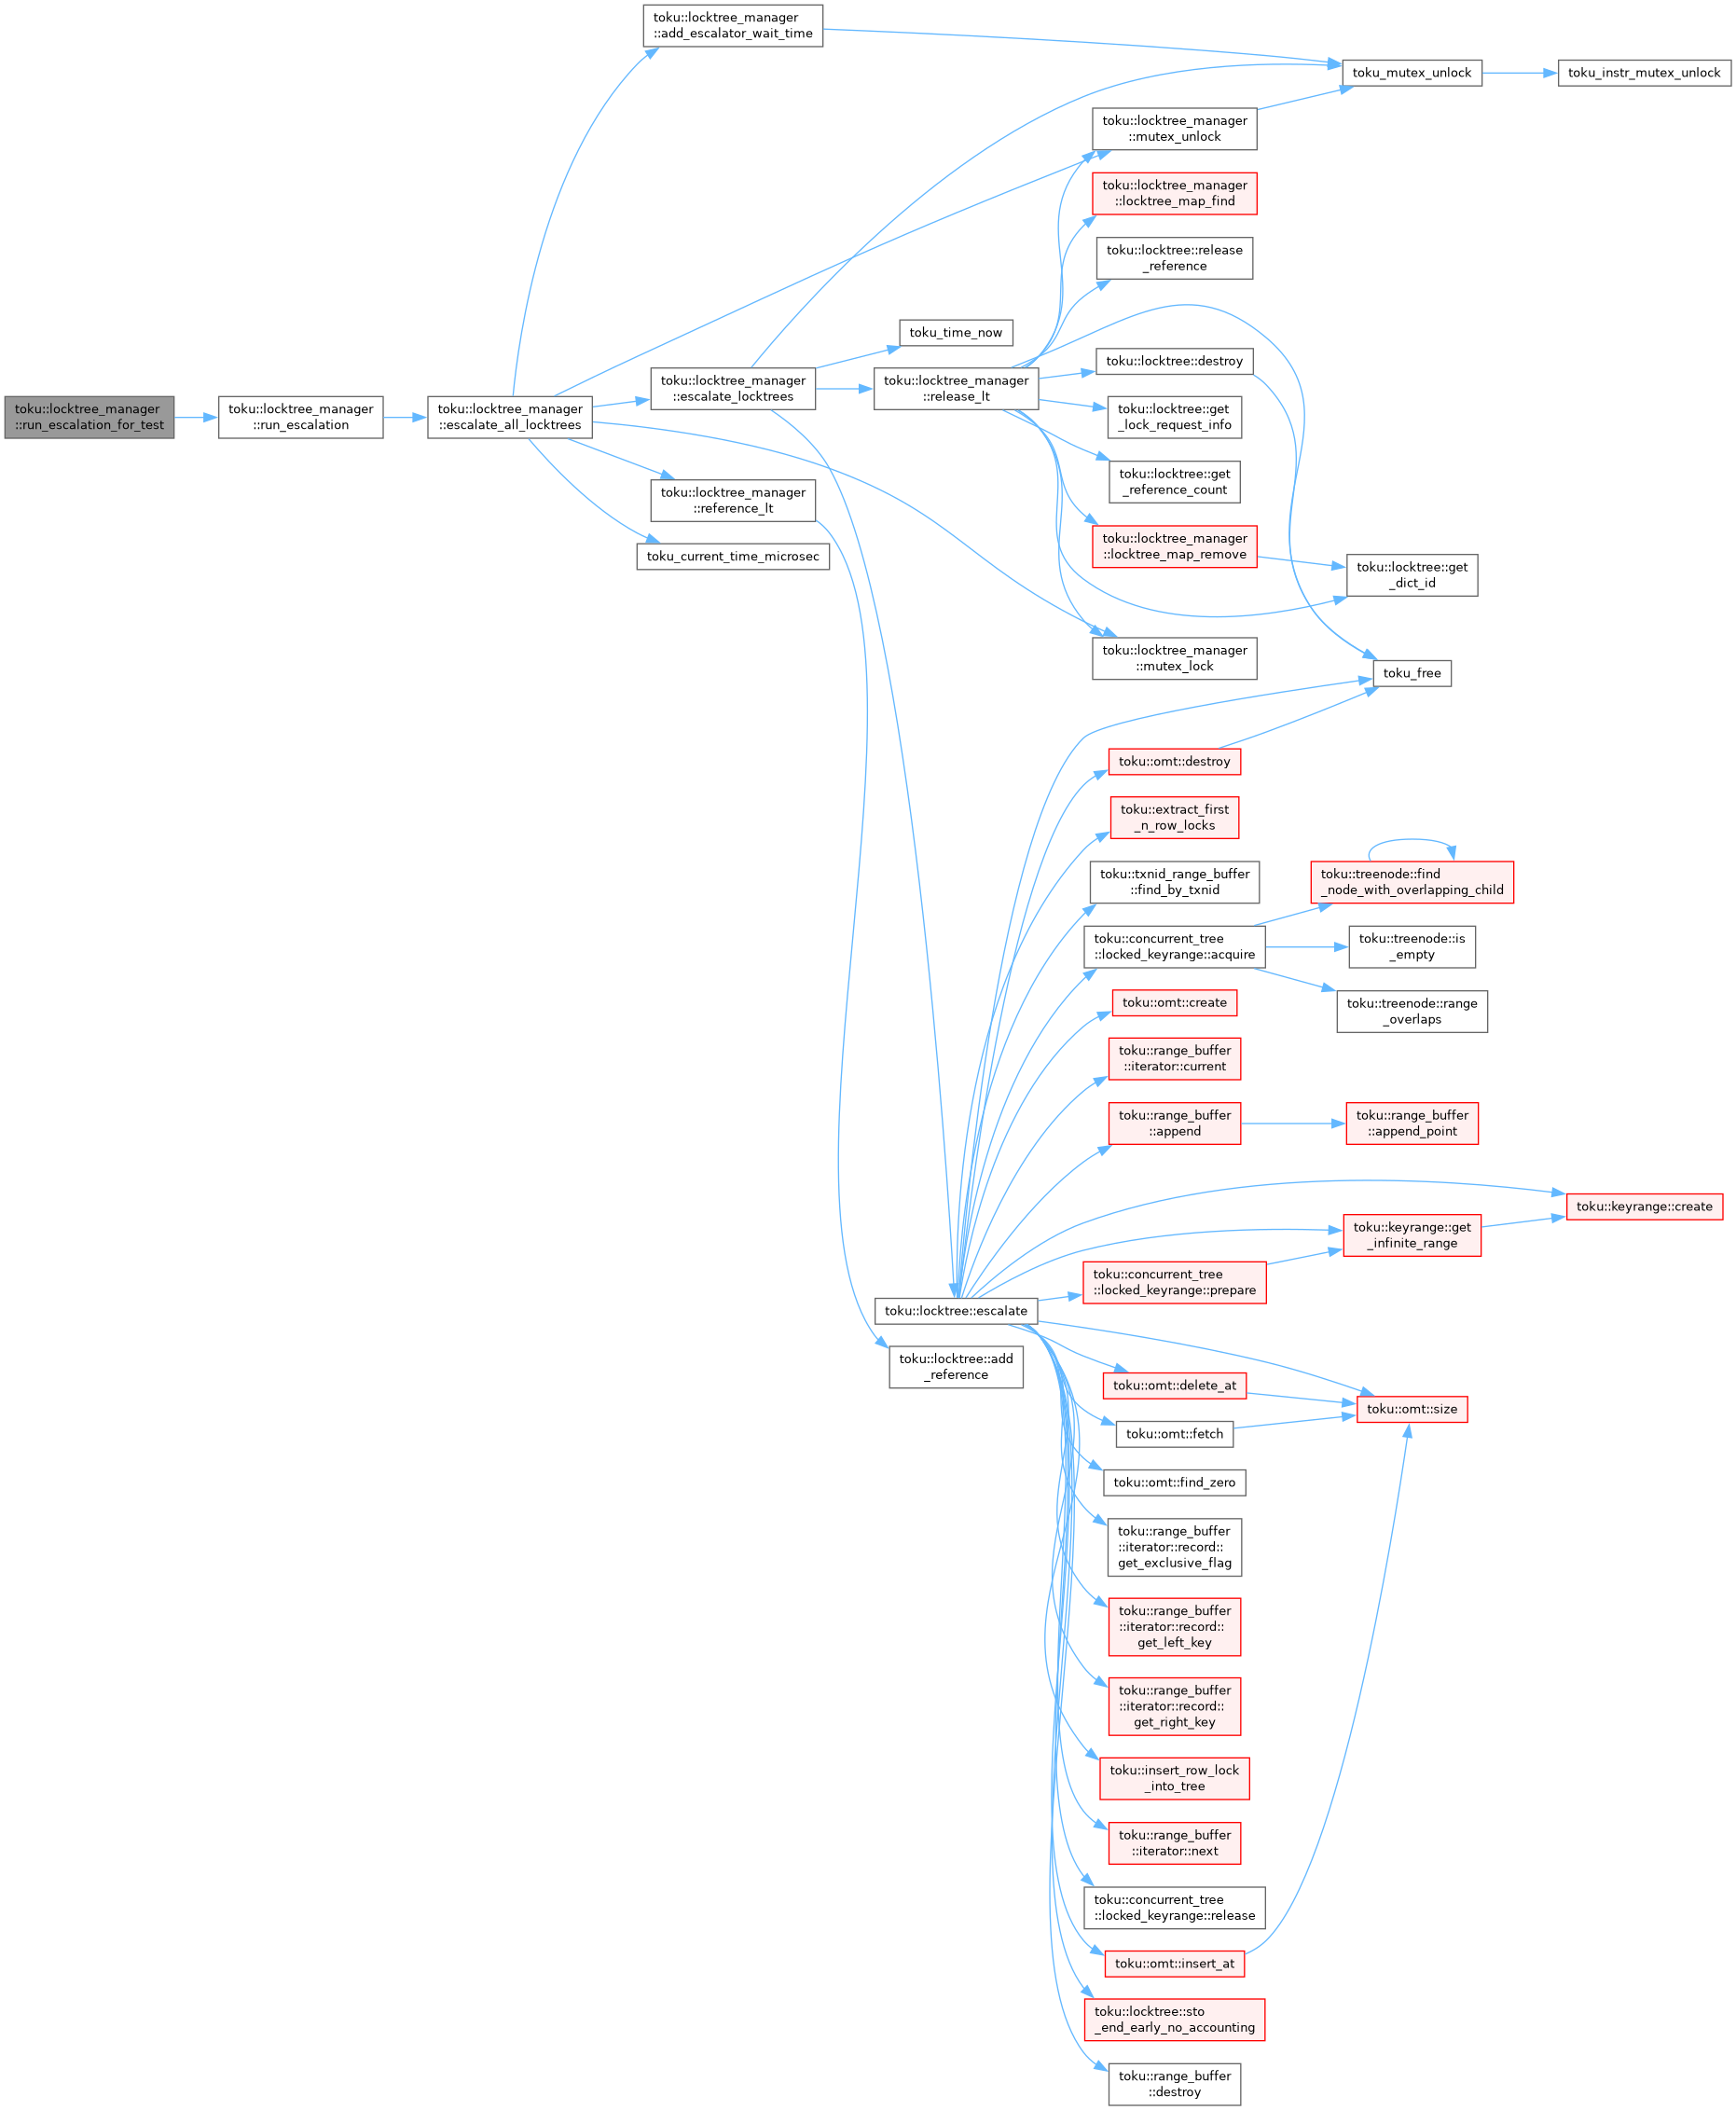 toku::locktree_manager
::add_escalator_wait_time
toku_mutex_unlock
toku_instr_mutex_unlock
toku::locktree_manager
::mutex_unlock
toku::locktree_manager
::locktree_map_find
toku::locktree::release
_reference
toku_time_now
toku::locktree::destroy
toku::locktree_manager
::run_escalation_for_test
toku::locktree_manager
::run_escalation
toku::locktree_manager
::escalate_all_locktrees
toku::locktree_manager
::escalate_locktrees
toku::locktree_manager
::release_lt
toku::locktree::get
_lock_request_info
toku::locktree::get
_reference_count
toku::locktree_manager
::reference_lt
toku_current_time_microsec
toku::locktree_manager
::locktree_map_remove
toku::locktree::get
_dict_id
toku::locktree_manager
::mutex_lock
toku_free
toku::omt::destroy
toku::extract_first
_n_row_locks
toku::txnid_range_buffer
::find_by_txnid
toku::treenode::find
_node_with_overlapping_child
toku::concurrent_tree
::locked_keyrange::acquire
toku::treenode::is
_empty
toku::omt::create
toku::treenode::range
_overlaps
toku::range_buffer
::iterator::current
toku::range_buffer
::append
toku::range_buffer
::append_point
toku::keyrange::create
toku::keyrange::get
_infinite_range
toku::concurrent_tree
::locked_keyrange::prepare
toku::locktree::escalate
toku::locktree::add
_reference
toku::omt::delete_at
toku::omt::size
toku::omt::fetch
toku::omt::find_zero
toku::range_buffer
::iterator::record::
get_exclusive_flag
toku::range_buffer
::iterator::record::
get_left_key
toku::range_buffer
::iterator::record::
get_right_key
toku::insert_row_lock
_into_tree
toku::range_buffer
::iterator::next
toku::concurrent_tree
::locked_keyrange::release
toku::omt::insert_at
toku::locktree::sto
_end_early_no_accounting
toku::range_buffer
::destroy